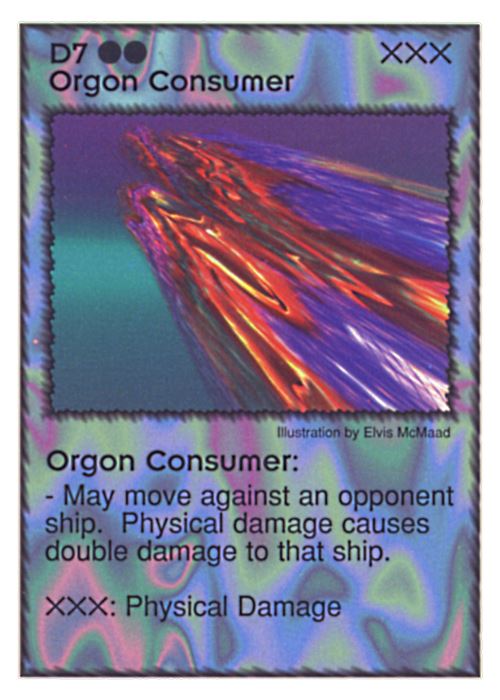 D7 ●● XXX
Orgon Consumer
Illustration by Elvis McMaad
Orgon Consumer:
- May move against an opponent
ship. Physical damage causes
double damage to that ship.
XXX: Physical Damage